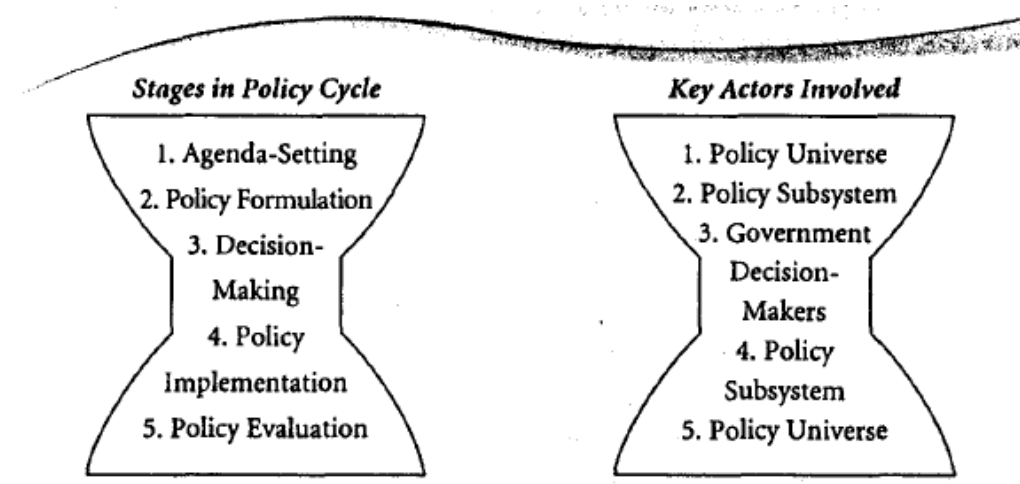 Stages in Policy Cycle
1. Agenda-Setting
2. Policy Formulation
3. Decision-
Making
4. Policy
Implementation
5. Policy Evaluation
Key Actors Involved
1. Policy Universe
2. Policy Subsystem
3. Government
Decision-
Makers
4. Policy
Subsystem
5. Policy Universe